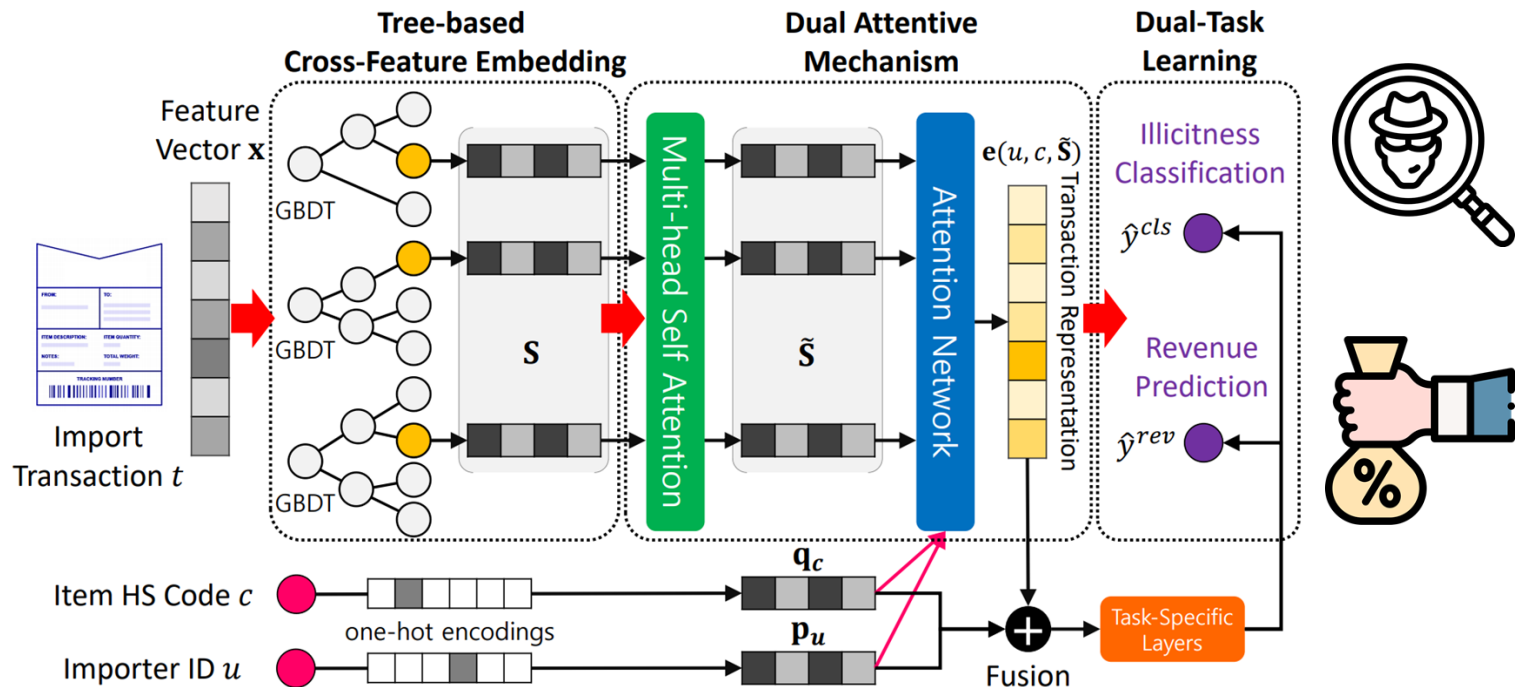 Tree-based
Cross-Feature Embedding
Dual Attentive
Mechanism
Dual-Task
Learning
Feature
Vector x
GBDT
GBDT
GBDT
FROM:
TO:
ITEM DESCRIPTION:
ITEM QUANTITY:
NOTES:
TOTAL WEIGHT:
TRACKING NUMBER
Import
Transaction t
S
Multi-head Self Attention
S̃
Attention Network
e(u, c, S̃)
Transaction Representation
Illicitness
Classification
ŷ^cls
Revenue
Prediction
ŷ^rev
%
Item HS Code c
one-hot encodings
Importer ID u
q_c
p_u
+
Fusion
Task-Specific
Layers